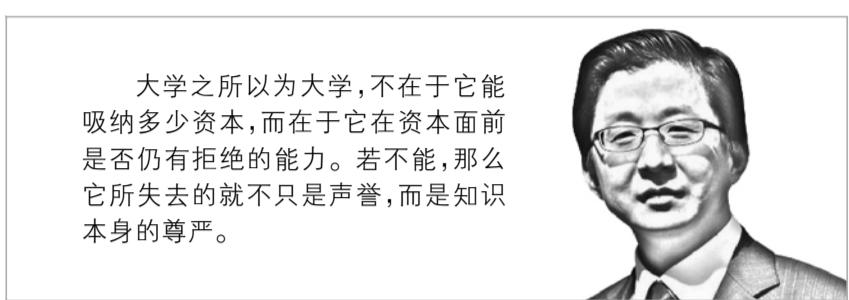 大学之所以为大学,不在于它能
吸纳多少资本,而在于它在资本面前
是否仍有拒绝的能力。若不能,那么
它所失去的就不只是声誉,而是知识
本身的尊严。